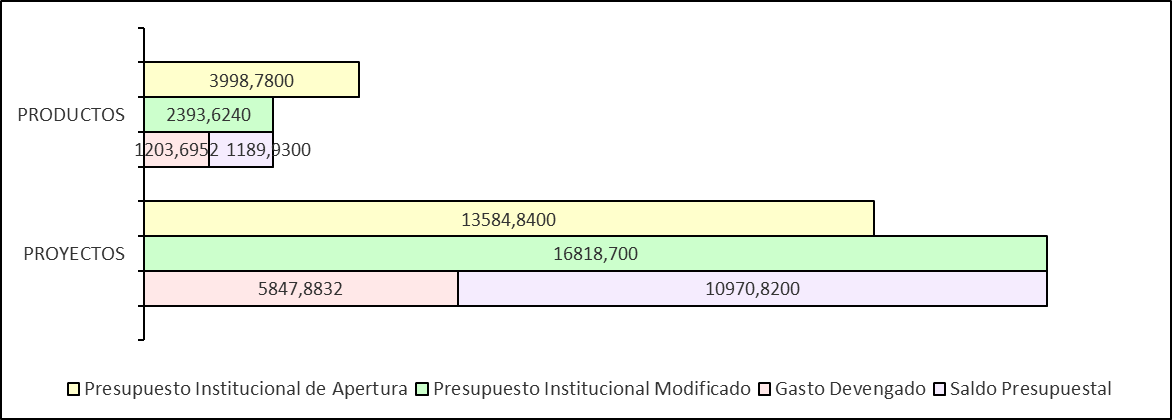 3998,7800
PRODUCTOS
2393,6240
1203,6952 1189,9300
13584,8400
PROYECTOS
16818,700
5847,8832 10970,8200
Presupuesto Institucional de Apertura Presupuesto Institucional Modificado Gasto Devengado Saldo Presupuestal